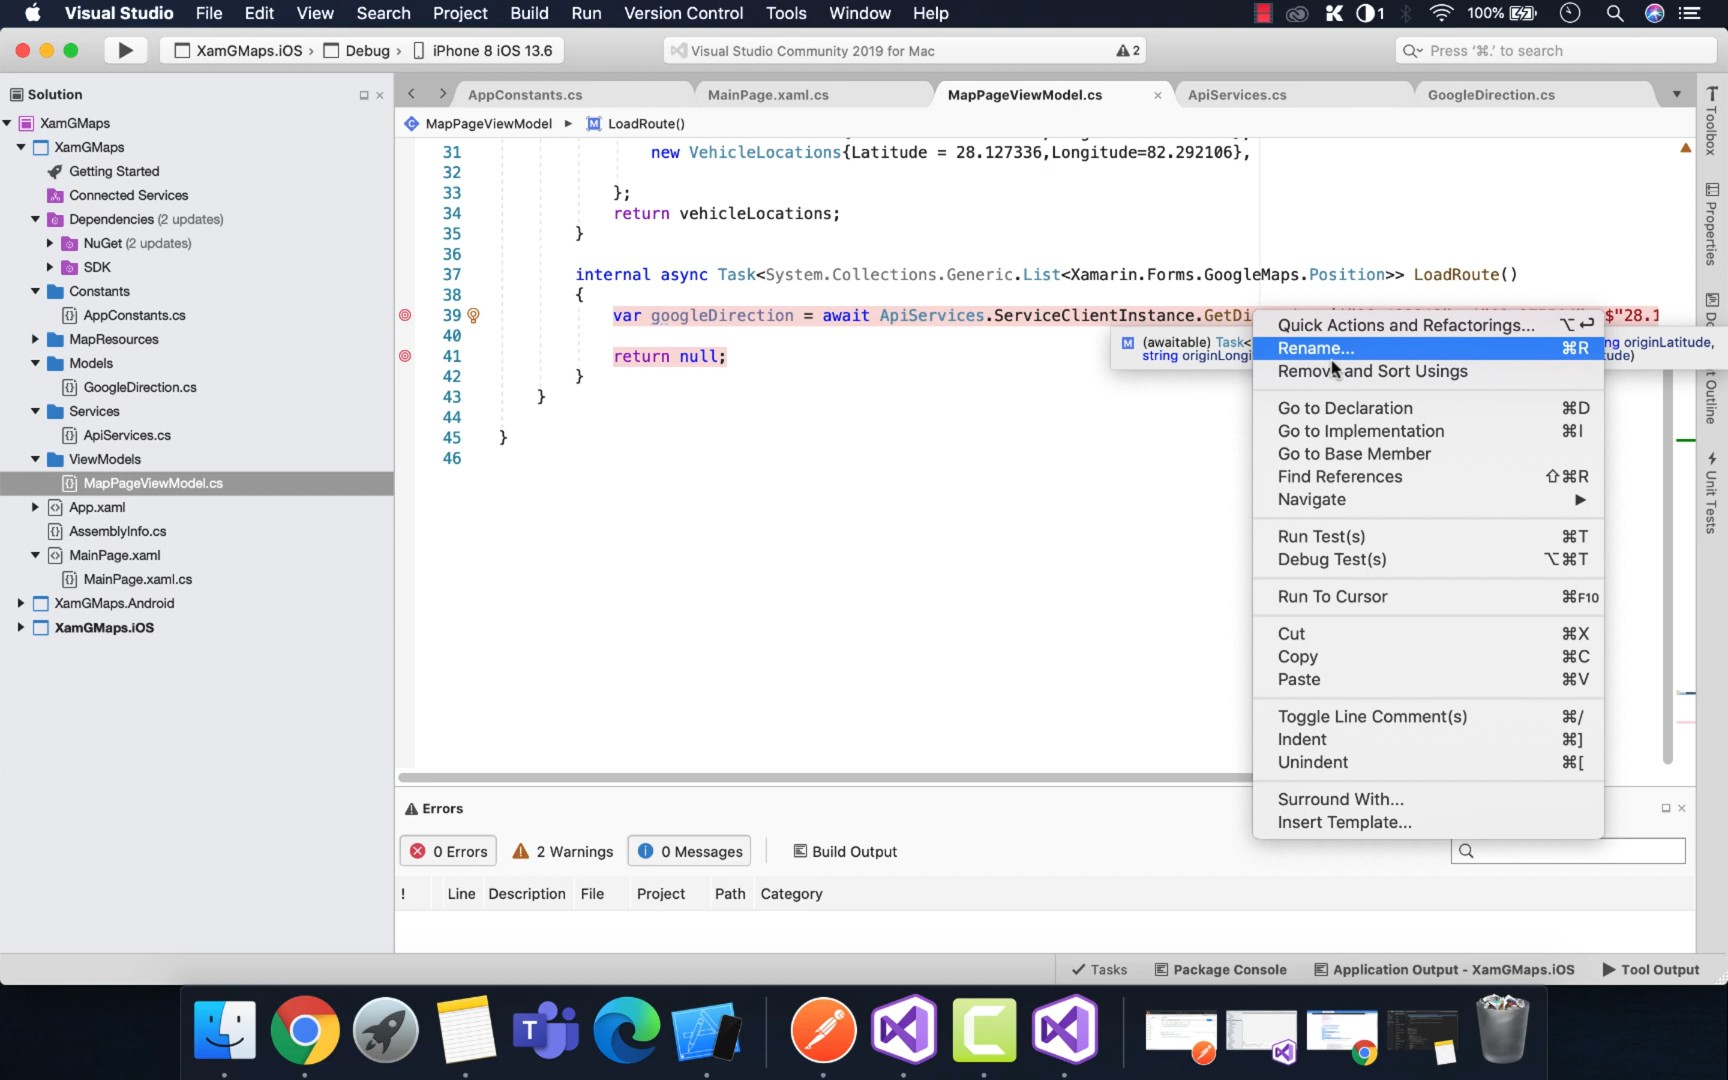 Visual Studio File Edit View Search Project Build Run Version Control Tools Window Help 1 100%
XamGMaps.iOS › Debug › iPhone 8 iOS 13.6 Visual Studio Community 2019 for Mac 2 Press '⌘.' to search
Solution
XamGMaps
XamGMaps
Getting Started
Connected Services
Dependencies (2 updates)
NuGet (2 updates)
SDK
Constants
AppConstants.cs
MapResources
Models
GoogleDirection.cs
Services
ApiServices.cs
ViewModels
MapPageViewModel.cs
App.xaml
AssemblyInfo.cs
MainPage.xaml
MainPage.xaml.cs
XamGMaps.Android
XamGMaps.iOS
AppConstants.cs MainPage.xaml.cs MapPageViewModel.cs ApiServices.cs GoogleDirection.cs
MapPageViewModel LoadRoute()
31 new VehicleLocations{Latitude = 28.127336,Longitude=82.292106},
32
33 };
34 return vehicleLocations;
35 }
36
37 internal async Task<System.Collections.Generic.List<Xamarin.Forms.GoogleMaps.Position>> LoadRoute()
38 {
39 var googleDirection = await ApiServices.ServiceClientInstance.GetDi $"28.1
40
41 return null;
42 }
43 }
44
45 }
46
(awaitable) Task< ng originLatitude,
string originLongi ude)
Quick Actions and Refactorings... ⌥↩
Rename... ⌘R
Remove and Sort Usings
Go to Declaration ⌘D
Go to Implementation ⌘I
Go to Base Member
Find References ⇧⌘R
Navigate
Run Test(s) ⌘T
Debug Test(s) ⌥⌘T
Run To Cursor ⌘F10
Cut ⌘X
Copy ⌘C
Paste ⌘V
Toggle Line Comment(s) ⌘/
Indent ⌘]
Unindent ⌘[
Surround With...
Insert Template...
Toolbox
Properties
t Outline
Unit Tests
Errors
0 Errors 2 Warnings 0 Messages Build Output
! Line Description File Project Path Category
Tasks Package Console Application Output - XamGMaps.iOS Tool Output